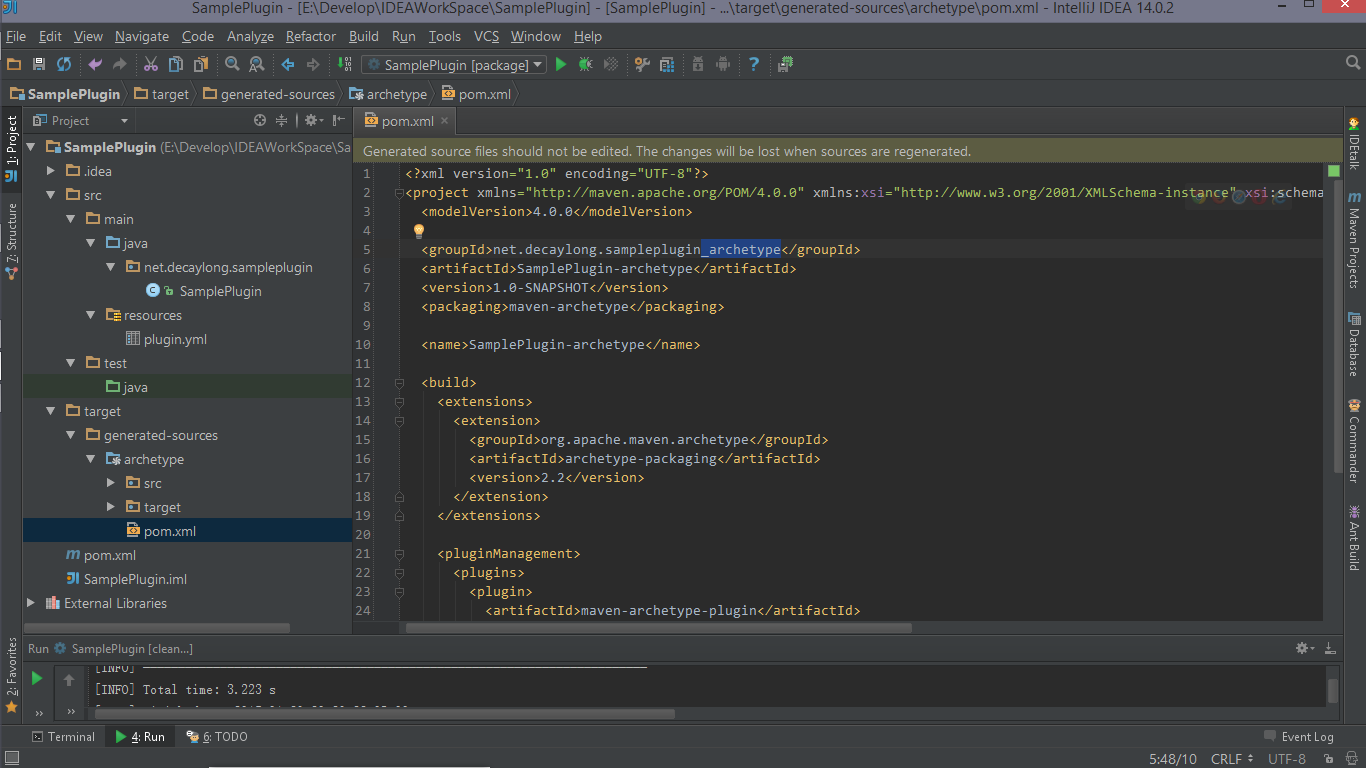 SamplePlugin - [E:\Develop\IDEAWorkSpace\SamplePlugin] - [SamplePlugin] - ...\target\generated-sources\archetype\pom.xml - IntelliJ IDEA 14.0.2
File Edit View Navigate Code Analyze Refactor Build Run Tools VCS Window Help
SamplePlugin [package]
SamplePlugin target generated-sources archetype pom.xml
1: Project
7: Structure
2: Favorites
Project
SamplePlugin (E:\Develop\IDEAWorkSpace\Sa
.idea
src
main
java
net.decaylong.sampleplugin
SamplePlugin
resources
plugin.yml
test
java
target
generated-sources
archetype
src
target
pom.xml
pom.xml
SamplePlugin.iml
External Libraries
pom.xml
Generated source files should not be edited. The changes will be lost when sources are regenerated.
1 <?xml version="1.0" encoding="UTF-8"?>
2 <project xmlns="http://maven.apache.org/POM/4.0.0" xmlns:xsi="http://www.w3.org/2001/XMLSchema-instance" xsi:schema
3 <modelVersion>4.0.0</modelVersion>
4
5 <groupId>net.decaylong.sampleplugin_archetype</groupId>
6 <artifactId>SamplePlugin-archetype</artifactId>
7 <version>1.0-SNAPSHOT</version>
8 <packaging>maven-archetype</packaging>
9
10 <name>SamplePlugin-archetype</name>
11
12 <build>
13 <extensions>
14 <extension>
15 <groupId>org.apache.maven.archetype</groupId>
16 <artifactId>archetype-packaging</artifactId>
17 <version>2.2</version>
18 </extension>
19 </extensions>
20
21 <pluginManagement>
22 <plugins>
23 <plugin>
24 <artifactId>maven-archetype-plugin</artifactId>
IDEtalk
Maven Projects
Database
Commander
Ant Build
Run SamplePlugin [clean...]
[INFO]
[INFO] Total time: 3.223 s
Terminal 4: Run 6: TODO Event Log
5:48/10 CRLF UTF-8